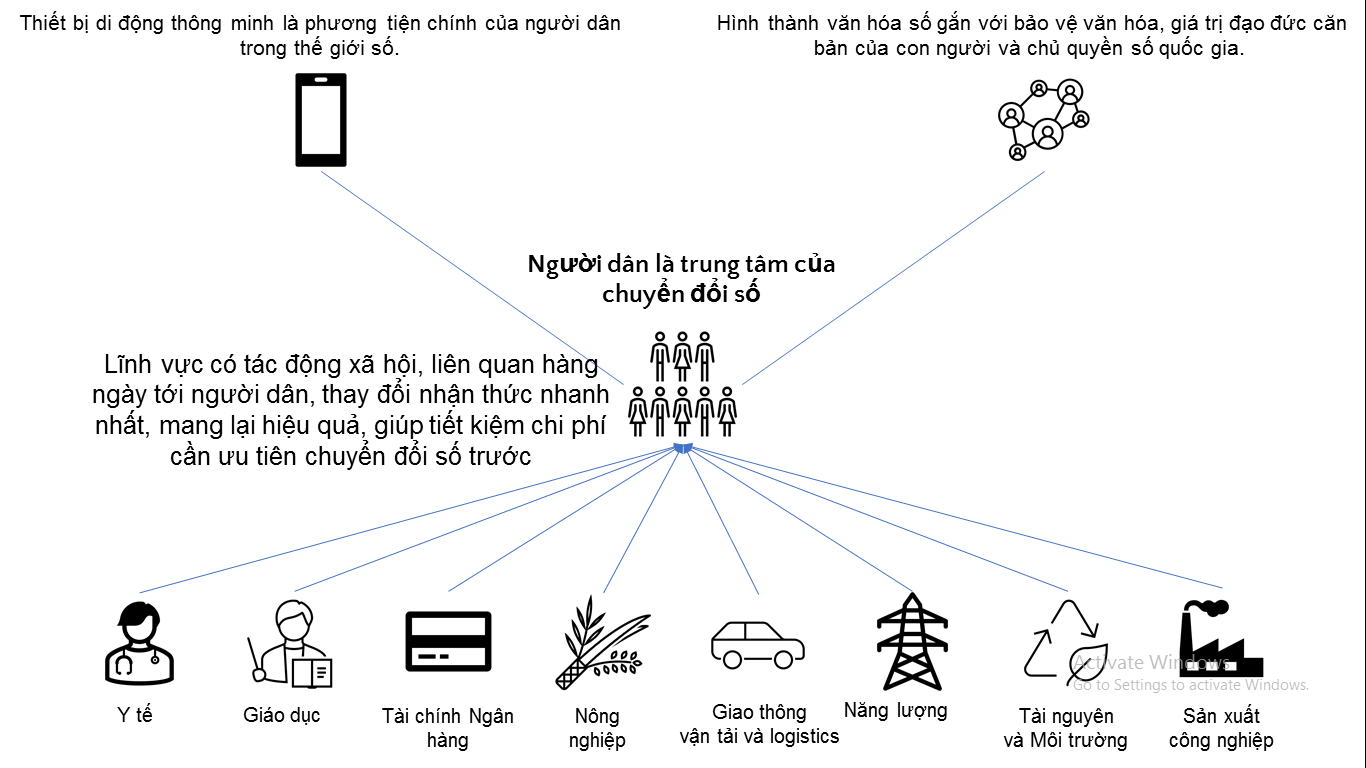 Thiết bị di động thông minh là phương tiện chính của người dân
trong thế giới số.
Hình thành văn hóa số gắn với bảo vệ văn hóa, giá trị đạo đức căn
bản của con người và chủ quyền số quốc gia.
Người dân là trung tâm của
chuyển đổi số
Lĩnh vực có tác động xã hội, liên quan hàng
ngày tới người dân, thay đổi nhận thức nhanh
nhất, mang lại hiệu quả, giúp tiết kiệm chi phí
cần ưu tiên chuyển đổi số trước
Y tế
Giáo dục
Tài chính Ngân
hàng
Nông
nghiệp
Giao thông
vận tải và logistics
Năng lượng
Tài nguyên
và Môi trường
Sản xuất
công nghiệp
Activate Windows
Go to Settings to activate Windows.